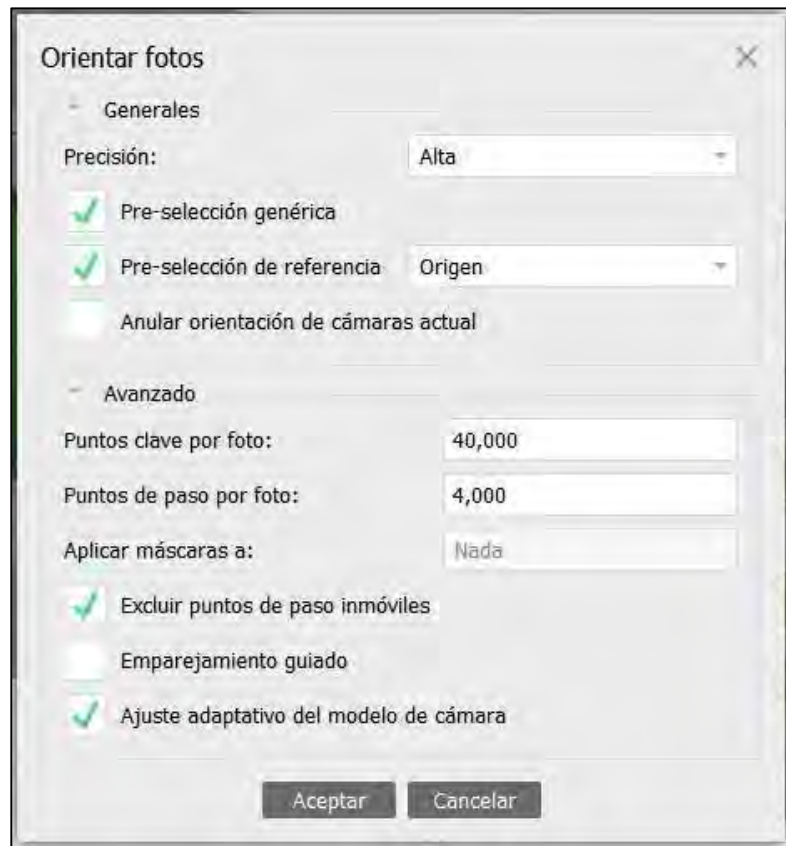 Orientar fotos
Generales
Precisión: Alta
Pre-selección genérica
Pre-selección de referencia Origen
Anular orientación de cámaras actual
Avanzado
Puntos clave por foto: 40,000
Puntos de paso por foto: 4,000
Aplicar máscaras a: Nada
Excluir puntos de paso inmóviles
Emparejamiento guiado
Ajuste adaptativo del modelo de cámara
Aceptar Cancelar